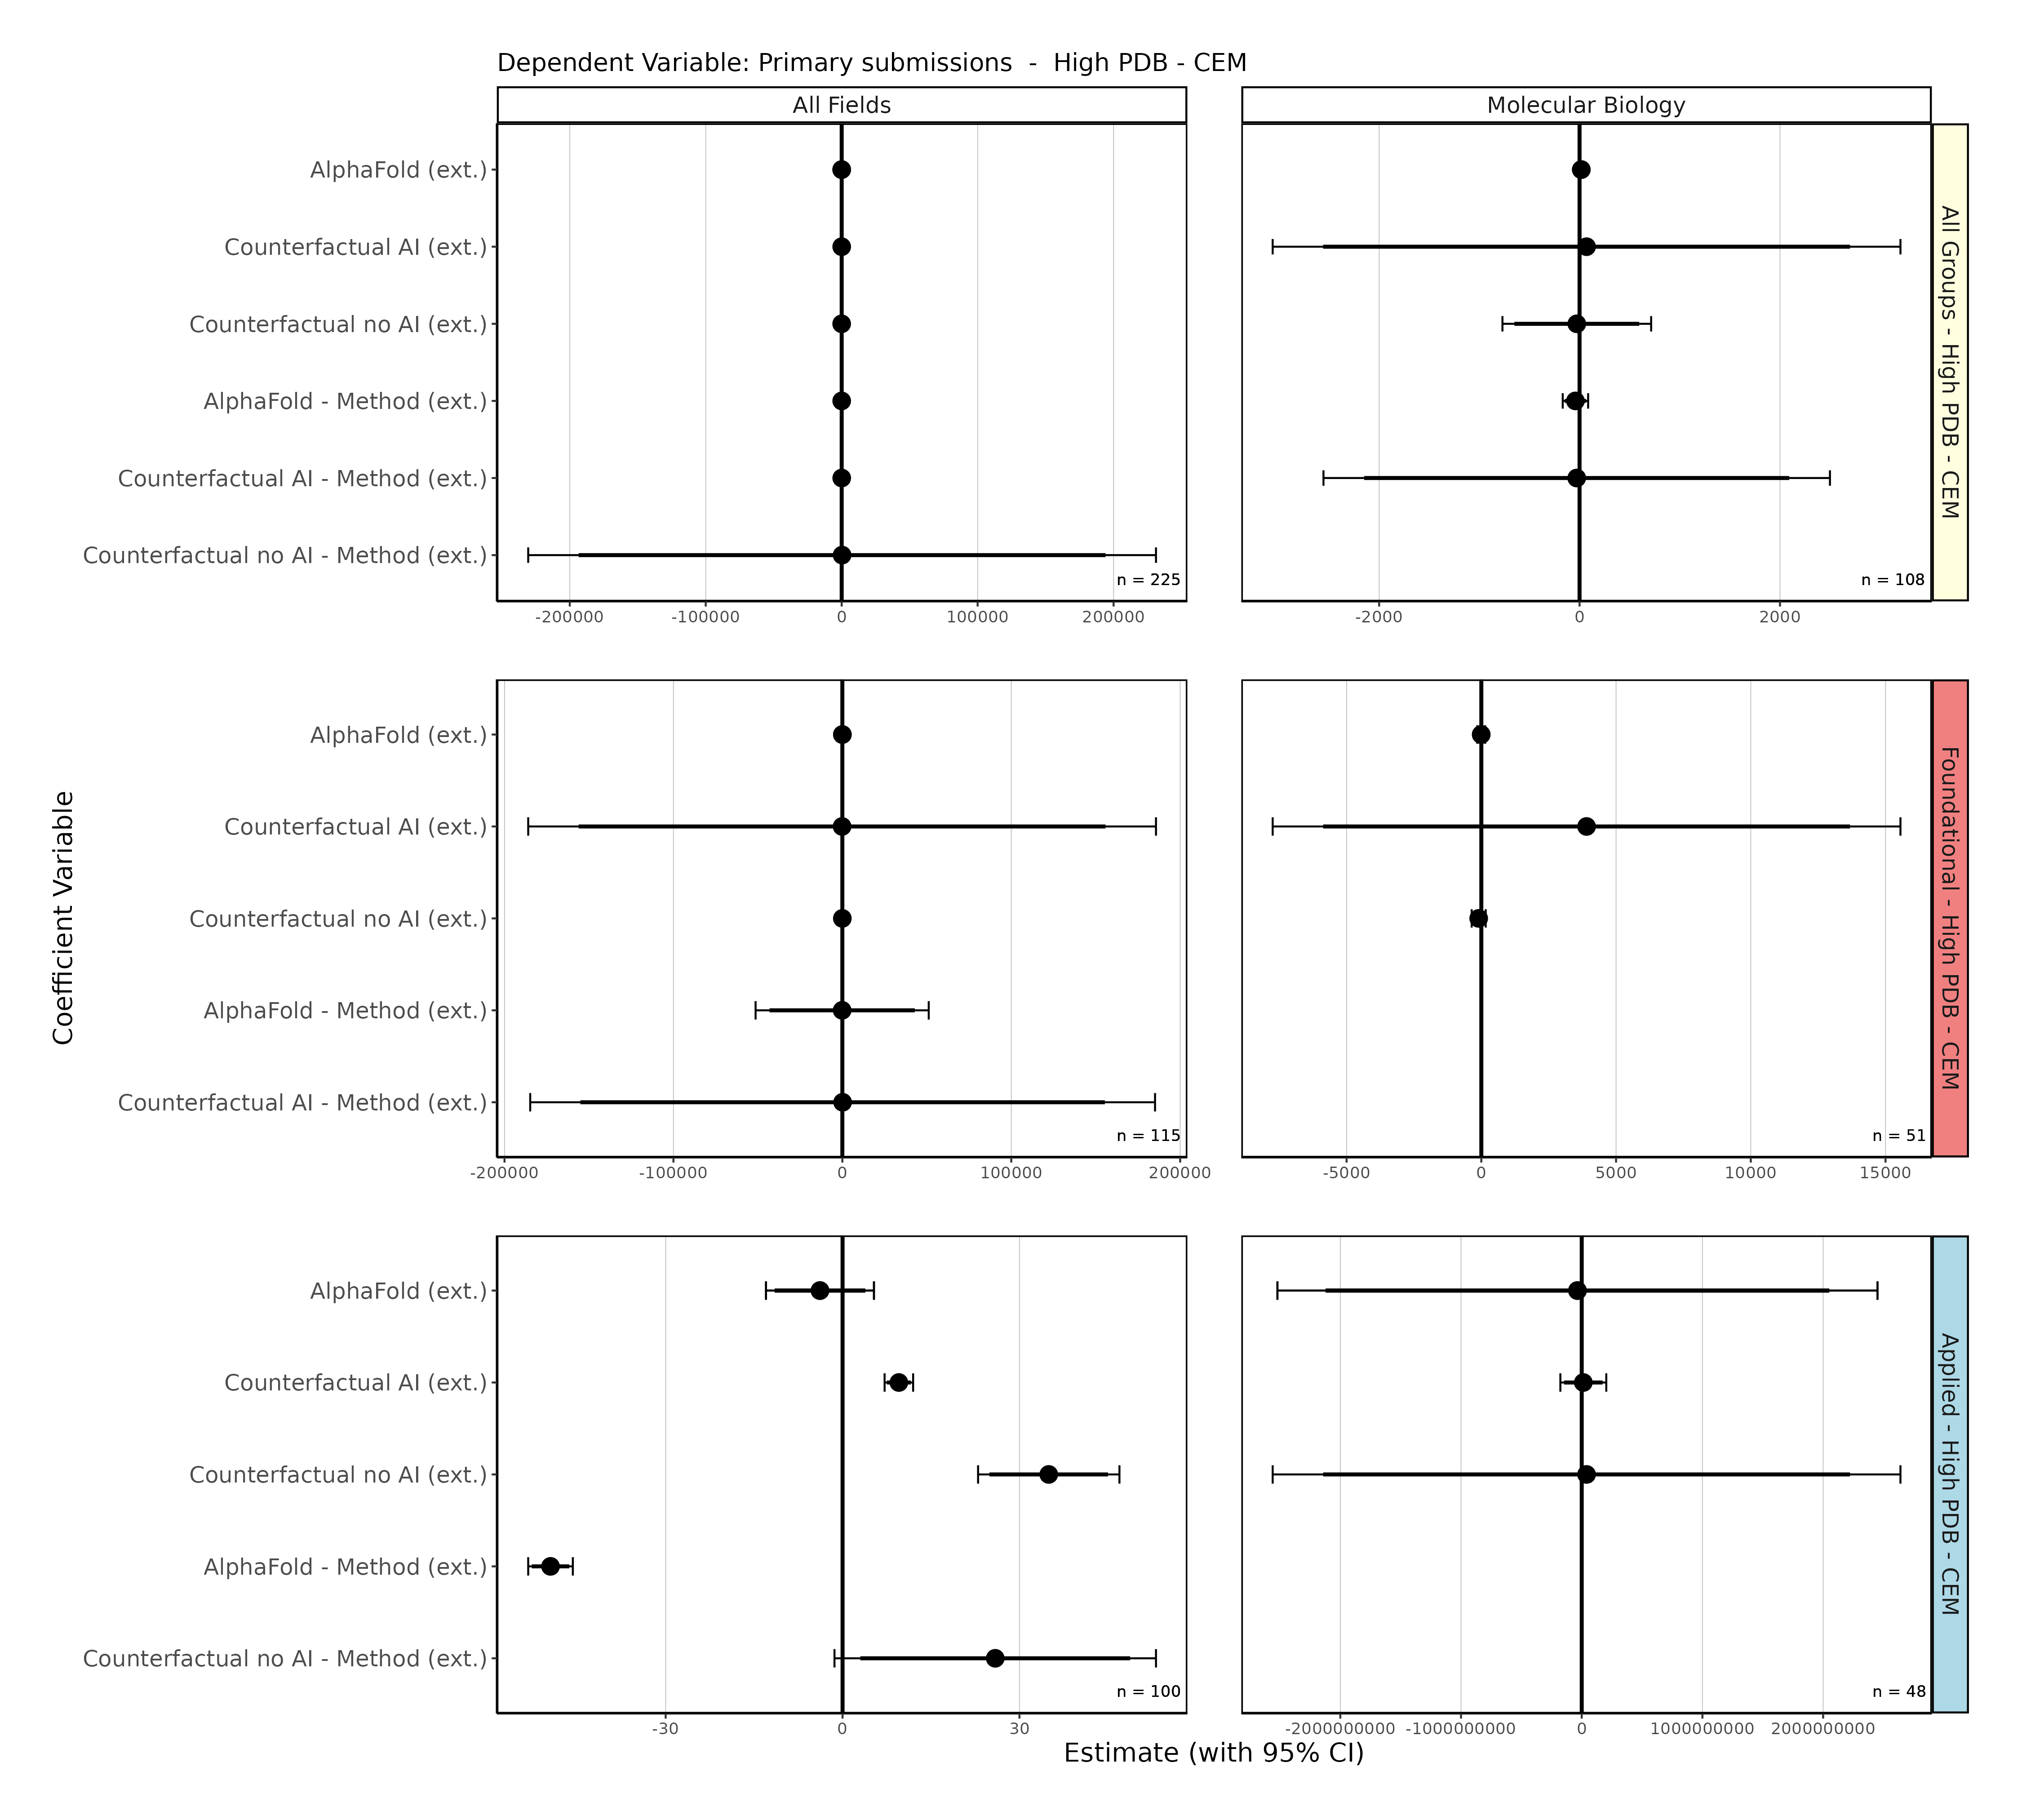 Dependent Variable: Primary submissions - High PDB - CEM
All Fields
Molecular Biology
AlphaFold (ext.)
Counterfactual AI (ext.)
Counterfactual no AI (ext.)
AlphaFold - Method (ext.)
Counterfactual AI - Method (ext.)
Counterfactual no AI - Method (ext.)
n = 225
n = 108
-200000 -100000 0 100000 200000
-2000 0 2000
All Groups - High PDB - CEM
Coefficient Variable
AlphaFold (ext.)
Counterfactual AI (ext.)
Counterfactual no AI (ext.)
AlphaFold - Method (ext.)
Counterfactual AI - Method (ext.)
n = 115
n = 51
-200000 -100000 0 100000 200000
-5000 0 5000 10000 15000
Foundational - High PDB - CEM
AlphaFold (ext.)
Counterfactual AI (ext.)
Counterfactual no AI (ext.)
AlphaFold - Method (ext.)
Counterfactual no AI - Method (ext.)
n = 100
n = 48
-30 0 30
-2000000000 -1000000000 0 1000000000 2000000000
Applied - High PDB - CEM
Estimate (with 95% CI)